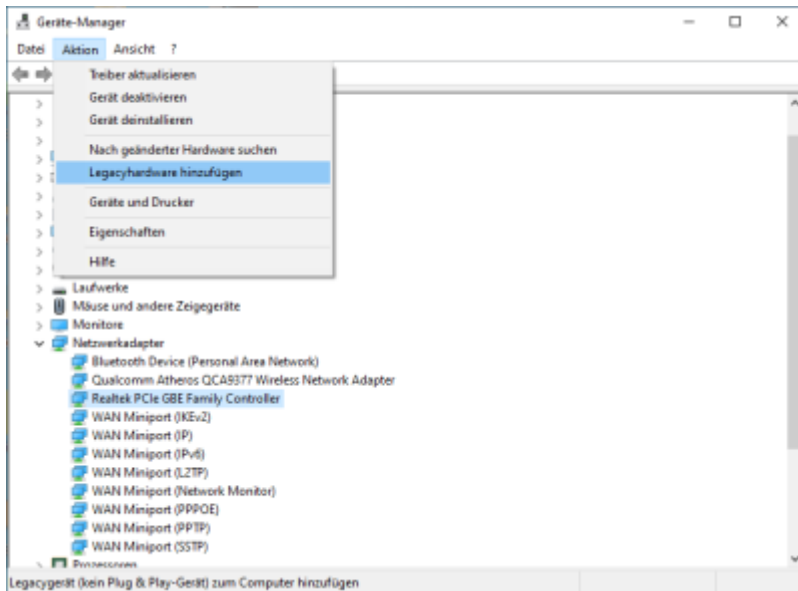 Geräte-Manager
Datei Aktion Ansicht ?
Treiber aktualisieren
Gerät deaktivieren
Gerät deinstallieren
Nach geänderter Hardware suchen
Legacyhardware hinzufügen
Geräte und Drucker
Eigenschaften
Hilfe
Laufwerke
Mäuse und andere Zeigegeräte
Monitore
Netzwerkadapter
Bluetooth Device (Personal Area Network)
Qualcomm Atheros QCA9377 Wireless Network Adapter
Realtek PCIe GBE Family Controller
WAN Miniport (IKEv2)
WAN Miniport (IP)
WAN Miniport (IPv6)
WAN Miniport (L2TP)
WAN Miniport (Network Monitor)
WAN Miniport (PPPOE)
WAN Miniport (PPTP)
WAN Miniport (SSTP)
Prozessoren
Legacygerät (kein Plug & Play-Gerät) zum Computer hinzufügen